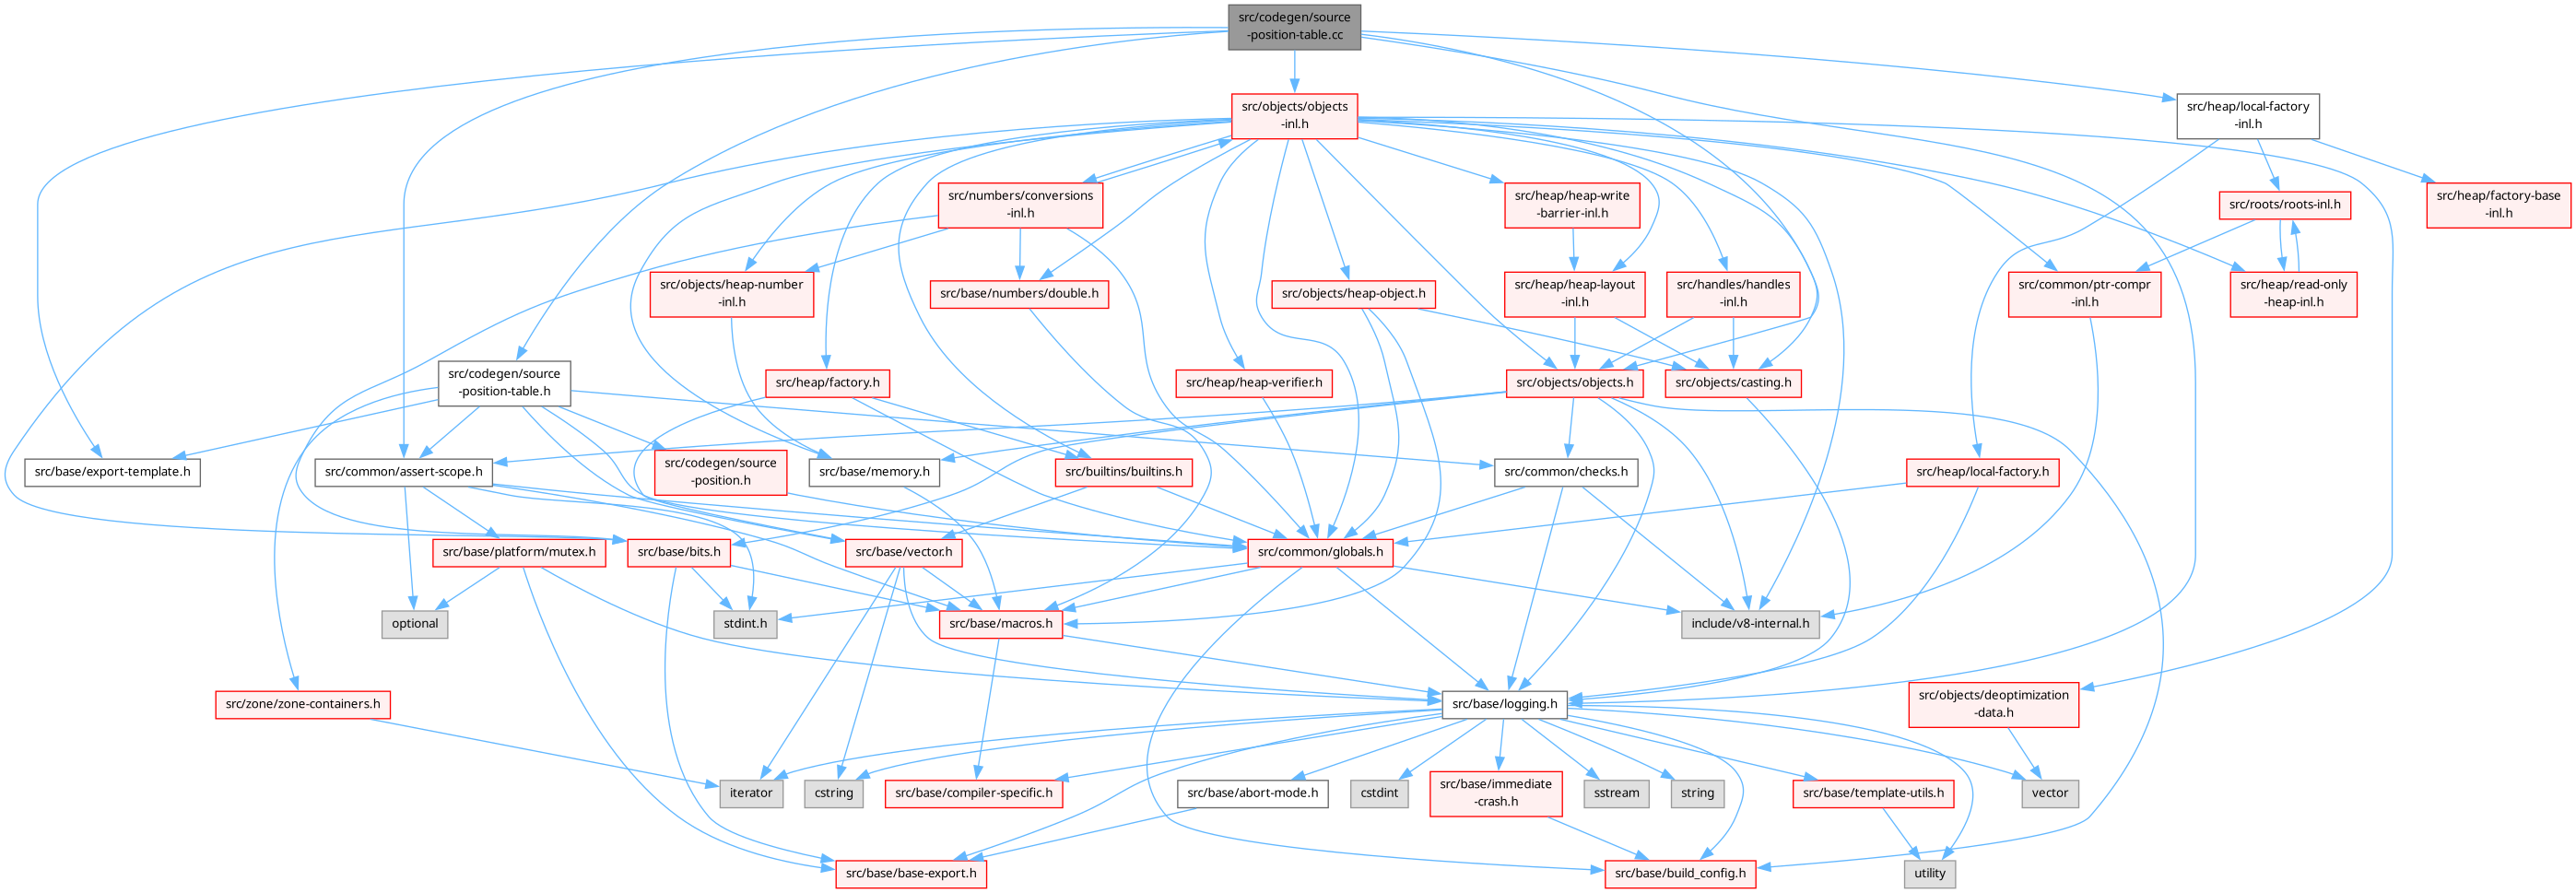 src/codegen/source
-position-table.cc
src/objects/objects
-inl.h
src/heap/local-factory
-inl.h
src/numbers/conversions
-inl.h
src/heap/heap-write
-barrier-inl.h
src/roots/roots-inl.h
src/heap/factory-base
-inl.h
src/objects/heap-number
-inl.h
src/base/numbers/double.h
src/objects/heap-object.h
src/heap/heap-layout
-inl.h
src/handles/handles
-inl.h
src/common/ptr-compr
-inl.h
src/heap/read-only
-heap-inl.h
src/codegen/source
-position-table.h
src/heap/factory.h
src/heap/heap-verifier.h
src/objects/objects.h
src/objects/casting.h
src/base/export-template.h
src/common/assert-scope.h
src/codegen/source
-position.h
src/base/memory.h
src/builtins/builtins.h
src/common/checks.h
src/heap/local-factory.h
src/base/platform/mutex.h
src/base/bits.h
src/base/vector.h
src/common/globals.h
optional
stdint.h
src/base/macros.h
include/v8-internal.h
src/zone/zone-containers.h
src/base/logging.h
src/objects/deoptimization
-data.h
iterator
cstring
src/base/compiler-specific.h
src/base/abort-mode.h
cstdint
src/base/immediate
-crash.h
sstream
string
src/base/template-utils.h
vector
src/base/base-export.h
src/base/build_config.h
utility